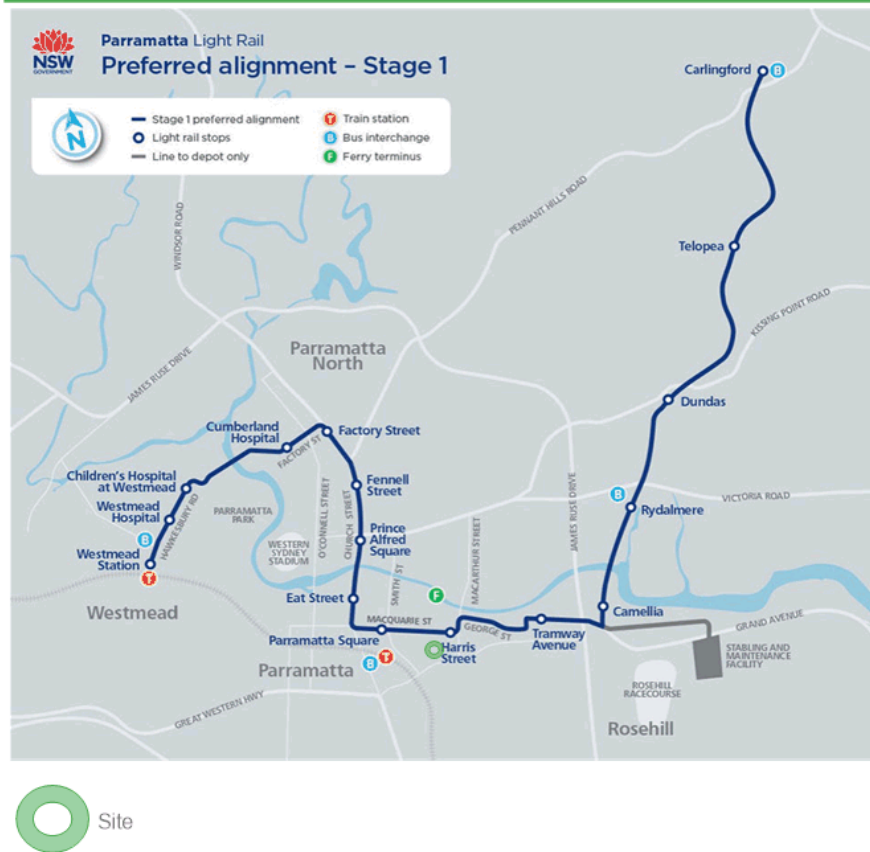 Parramatta Light Rail
Preferred alignment – Stage 1
NSW
GOVERNMENT
N
Stage 1 preferred alignment
Light rail stops
Line to depot only
T Train station
B Bus interchange
F Ferry terminus
Carlingford
B
PENNANT HILLS ROAD
WINDSOR ROAD
Telopea
KISSING POINT ROAD
Parramatta
North
JAMES RUSE DRIVE
Dundas
Cumberland
Hospital
Factory Street
FACTORY ST
Children's Hospital
at Westmead
Fennell
Street
Westmead
Hospital
HAWKESBURY RD
PARRAMATTA
PARK
O'CONNELL STREET
CHURCH STREET
JAMES RUSE DRIVE
B
VICTORIA ROAD
Rydalmere
B
Prince
Alfred
Square
WESTERN
SYDNEY
STADIUM
MACARTHUR STREET
Westmead
Station
T
SMITH ST
F
Eat Street
Westmead
Camellia
MACQUARIE ST
GEORGE ST
GRAND AVENUE
Parramatta Square
Harris
Street
Tramway
Avenue
STABLING AND
MAINTENANCE
FACILITY
Parramatta
B
T
ROSEHILL
RACECOURSE
GREAT WESTERN HWY
Rosehill
Site